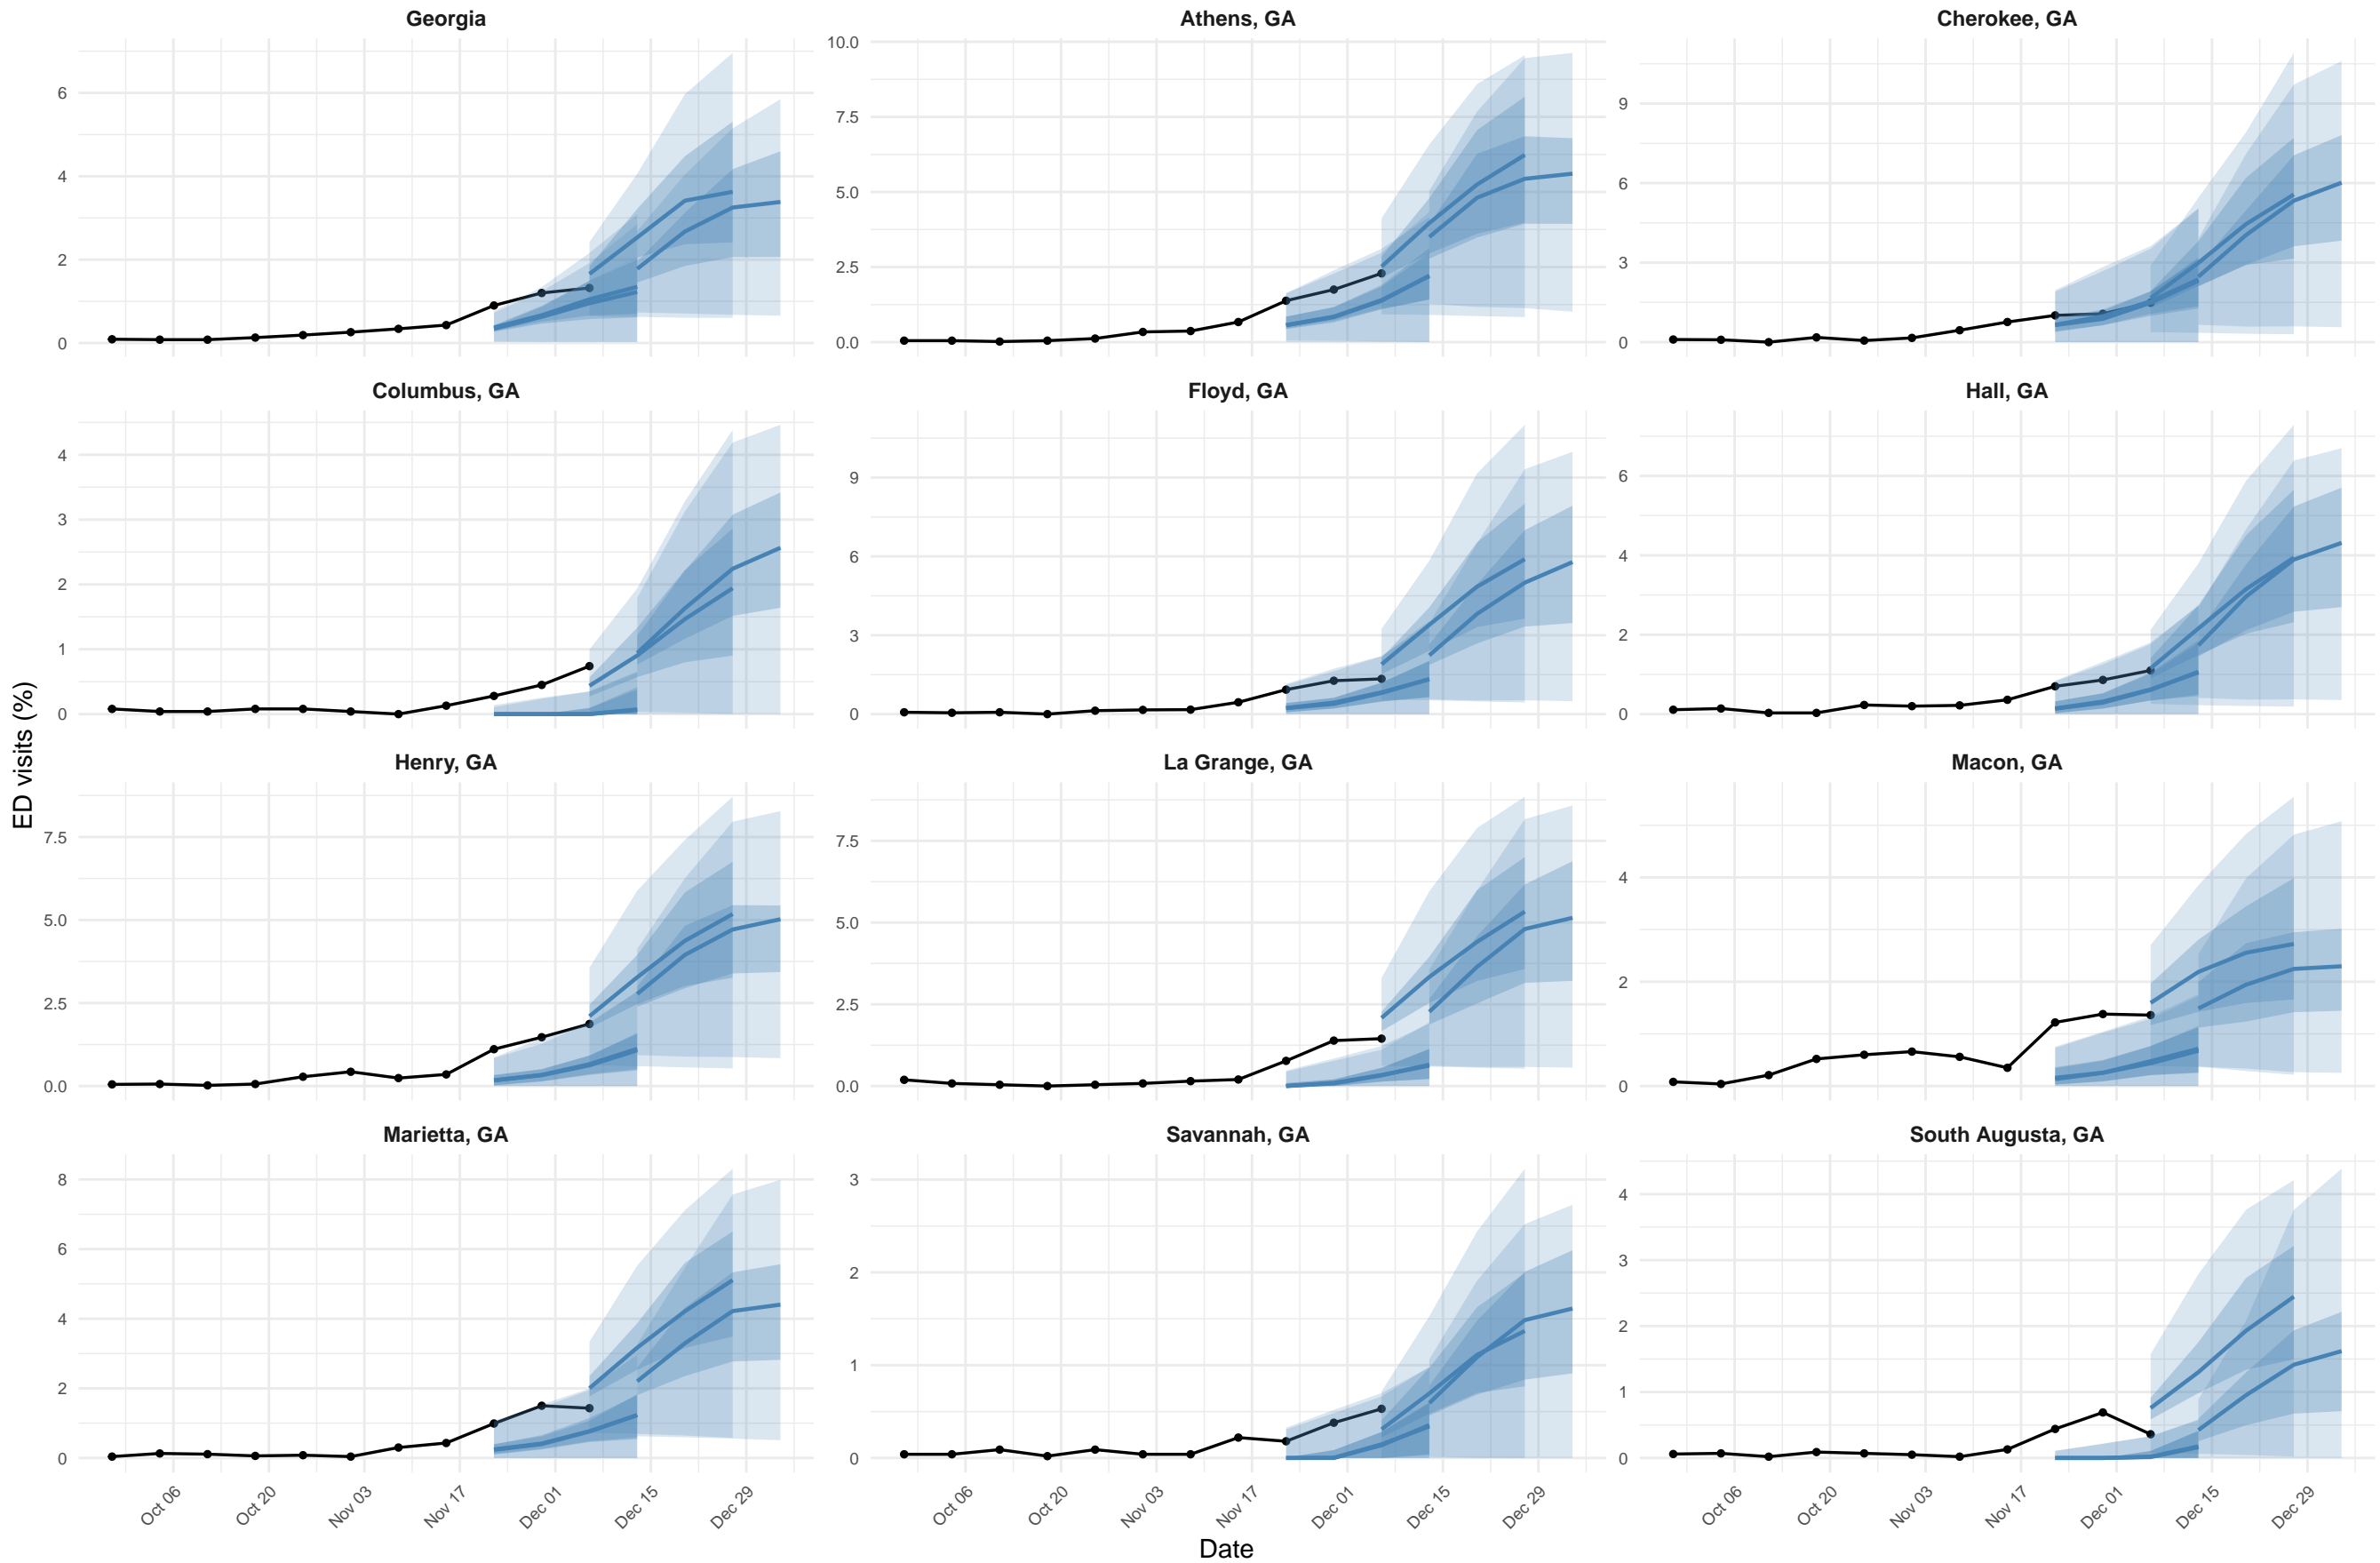 Georgia
Athens, GA
Cherokee, GA
6
4
2
0
10.0
7.5
5.0
2.5
0.0
9
6
3
0
Columbus, GA
Floyd, GA
Hall, GA
4
3
2
1
0
9
6
3
0
6
4
2
0
Henry, GA
La Grange, GA
Macon, GA
7.5
5.0
2.5
0.0
7.5
5.0
2.5
0.0
4
2
0
Marietta, GA
Savannah, GA
South Augusta, GA
8
6
4
2
0
3
2
1
0
4
3
2
1
0
Oct 06
Oct 20
Nov 03
Nov 17
Dec 01
Dec 15
Dec 29
Oct 06
Oct 20
Nov 03
Nov 17
Dec 01
Dec 15
Dec 29
Oct 06
Oct 20
Nov 03
Nov 17
Dec 01
Dec 15
Dec 29
ED visits (%)
Date